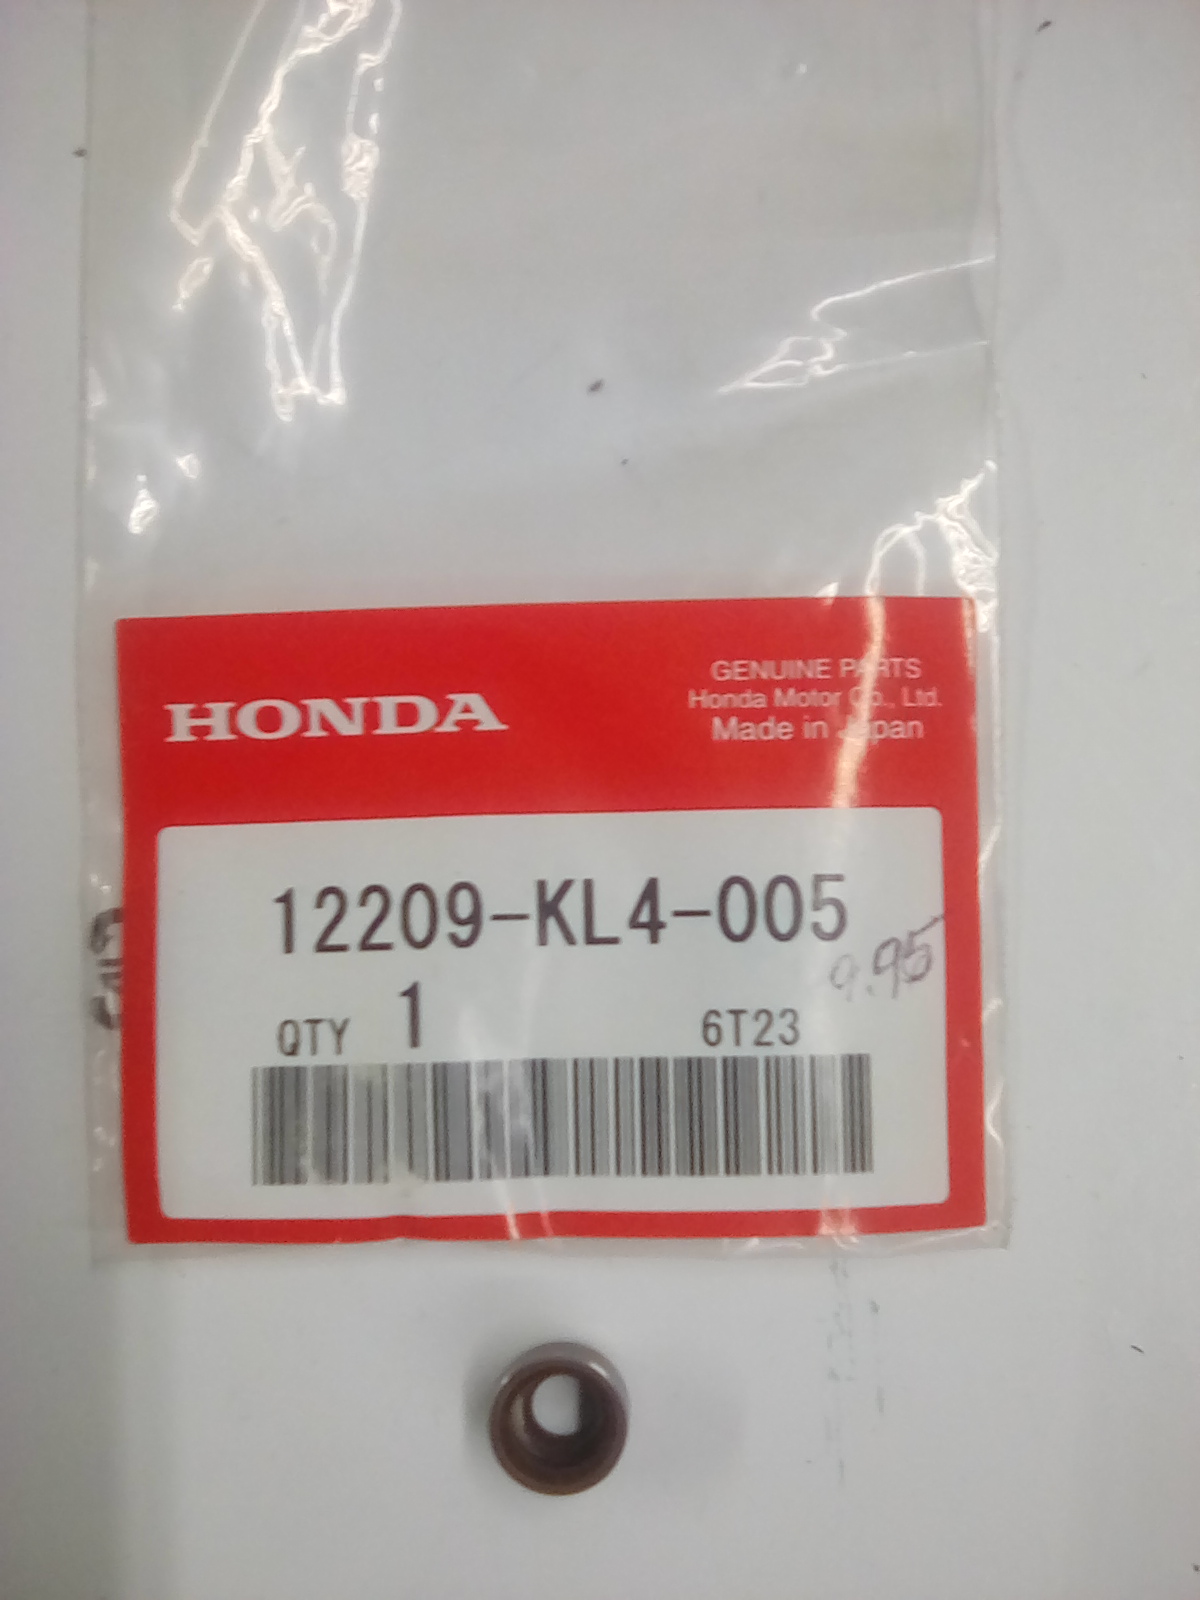 HONDA
GENUINE PARTS
Honda Motor Co., Ltd.
Made in Japan
12209-KL4-005
9.95
QTY 1
6T23